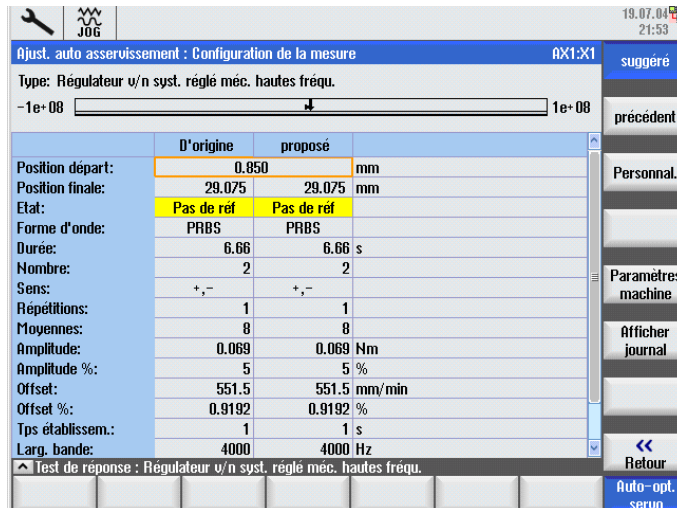 JOG
19.07.04
21:53
Ajust. auto asservissement : Configuration de la mesure AX1:X1
Type: Régulateur v/n syst. réglé méc. hautes fréqu.
-1e+08 1e+08
D'origine proposé
Position départ: 0.850 mm
Position finale: 29.075 29.075 mm
Etat: Pas de réf Pas de réf
Forme d'onde: PRBS PRBS
Durée: 6.66 6.66 s
Nombre: 2 2
Sens: +,- +,-
Répétitions: 1 1
Moyennes: 8 8
Amplitude: 0.069 0.069 Nm
Amplitude %: 5 5 %
Offset: 551.5 551.5 mm/min
Offset %: 0.9192 0.9192 %
Tps établissem.: 1 1 s
Larg. bande: 4000 4000 Hz
Test de réponse : Régulateur v/n syst. réglé méc. hautes fréqu.
suggéré
précédent
Personnal.
Paramètres
machine
Afficher
journal
«
Retour
Auto-opt.
servo